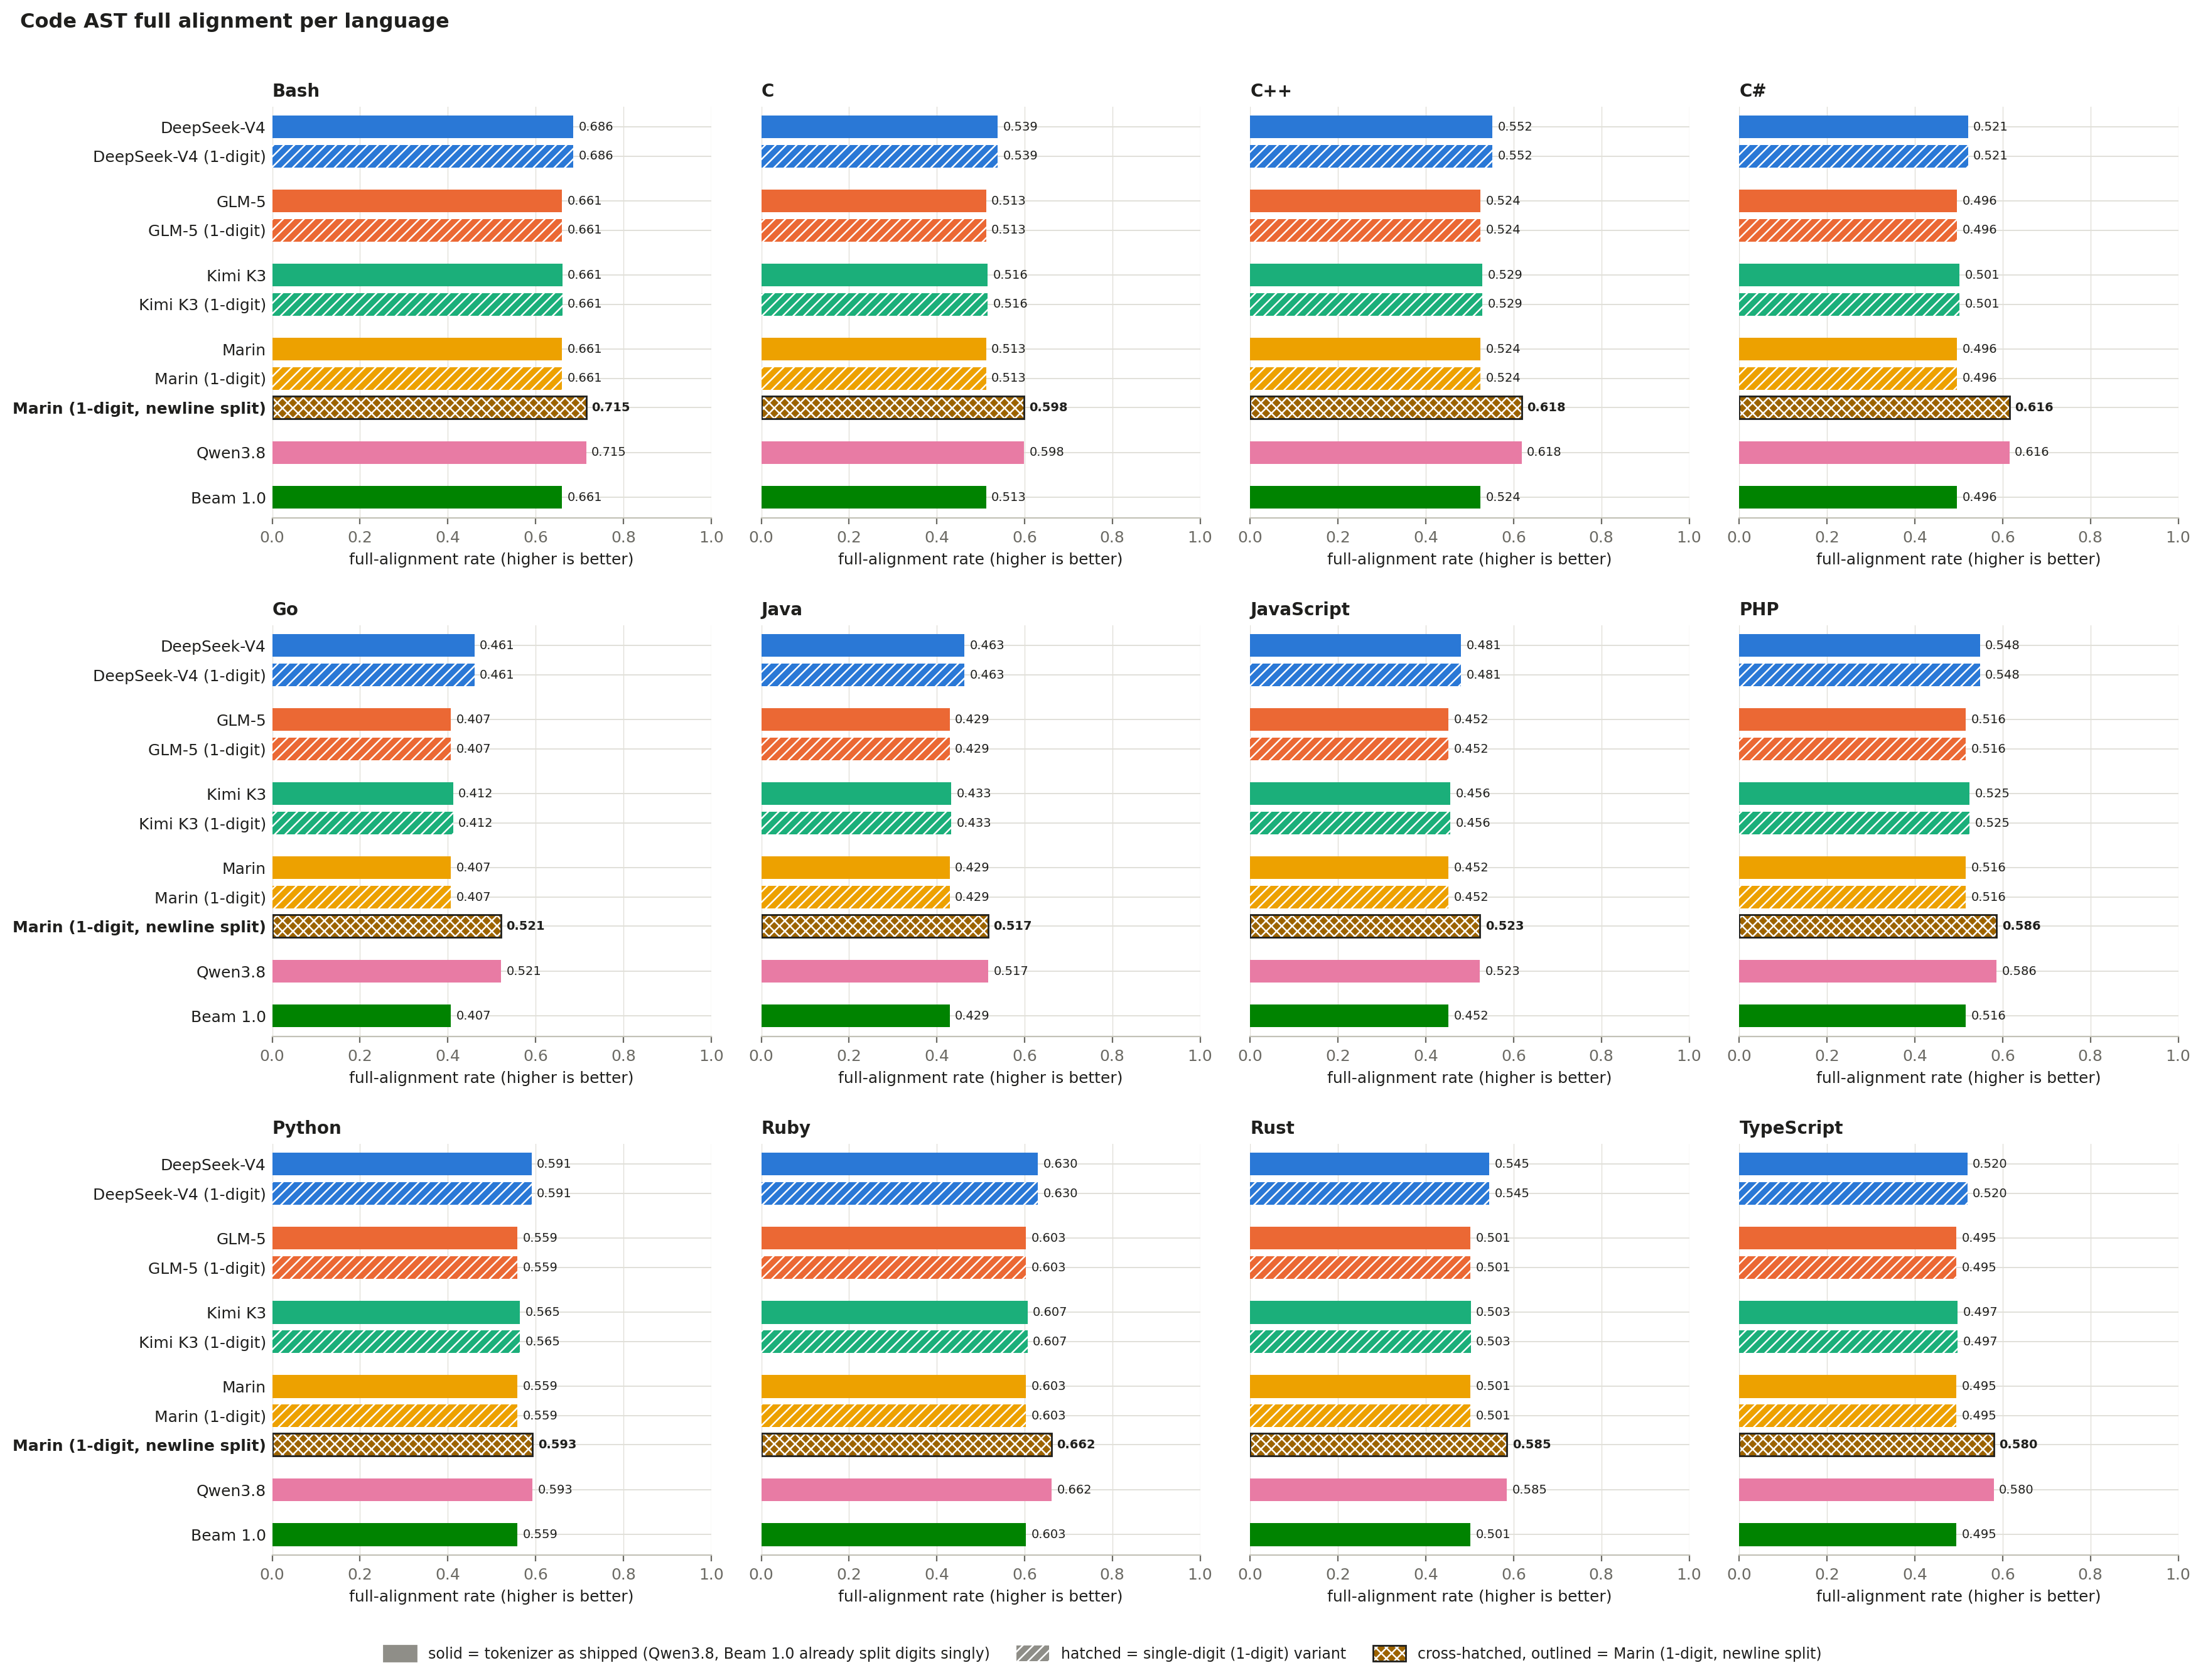 Code AST full alignment per language
Bash
DeepSeek-V4 0.686
DeepSeek-V4 (1-digit) 0.686
GLM-5 0.661
GLM-5 (1-digit) 0.661
Kimi K3 0.661
Kimi K3 (1-digit) 0.661
Marin 0.661
Marin (1-digit) 0.661
Marin (1-digit, newline split) 0.715
Qwen3.8 0.715
Beam 1.0 0.661
0.0 0.2 0.4 0.6 0.8 1.0
full-alignment rate (higher is better)
C
0.539
0.539
0.513
0.513
0.516
0.516
0.513
0.513
0.598
0.598
0.513
0.0 0.2 0.4 0.6 0.8 1.0
full-alignment rate (higher is better)
C++
0.552
0.552
0.524
0.524
0.529
0.529
0.524
0.524
0.618
0.618
0.524
0.0 0.2 0.4 0.6 0.8 1.0
full-alignment rate (higher is better)
C#
0.521
0.521
0.496
0.496
0.501
0.501
0.496
0.496
0.616
0.616
0.496
0.0 0.2 0.4 0.6 0.8 1.0
full-alignment rate (higher is better)
Go
DeepSeek-V4 0.461
DeepSeek-V4 (1-digit) 0.461
GLM-5 0.407
GLM-5 (1-digit) 0.407
Kimi K3 0.412
Kimi K3 (1-digit) 0.412
Marin 0.407
Marin (1-digit) 0.407
Marin (1-digit, newline split) 0.521
Qwen3.8 0.521
Beam 1.0 0.407
0.0 0.2 0.4 0.6 0.8 1.0
full-alignment rate (higher is better)
Java
0.463
0.463
0.429
0.429
0.433
0.433
0.429
0.429
0.517
0.517
0.429
0.0 0.2 0.4 0.6 0.8 1.0
full-alignment rate (higher is better)
JavaScript
0.481
0.481
0.452
0.452
0.456
0.456
0.452
0.452
0.523
0.523
0.452
0.0 0.2 0.4 0.6 0.8 1.0
full-alignment rate (higher is better)
PHP
0.548
0.548
0.516
0.516
0.525
0.525
0.516
0.516
0.586
0.586
0.516
0.0 0.2 0.4 0.6 0.8 1.0
full-alignment rate (higher is better)
Python
DeepSeek-V4 0.591
DeepSeek-V4 (1-digit) 0.591
GLM-5 0.559
GLM-5 (1-digit) 0.559
Kimi K3 0.565
Kimi K3 (1-digit) 0.565
Marin 0.559
Marin (1-digit) 0.559
Marin (1-digit, newline split) 0.593
Qwen3.8 0.593
Beam 1.0 0.559
0.0 0.2 0.4 0.6 0.8 1.0
full-alignment rate (higher is better)
Ruby
0.630
0.630
0.603
0.603
0.607
0.607
0.603
0.603
0.662
0.662
0.603
0.0 0.2 0.4 0.6 0.8 1.0
full-alignment rate (higher is better)
Rust
0.545
0.545
0.501
0.501
0.503
0.503
0.501
0.501
0.585
0.585
0.501
0.0 0.2 0.4 0.6 0.8 1.0
full-alignment rate (higher is better)
TypeScript
0.520
0.520
0.495
0.495
0.497
0.497
0.495
0.495
0.580
0.580
0.495
0.0 0.2 0.4 0.6 0.8 1.0
full-alignment rate (higher is better)
solid = tokenizer as shipped (Qwen3.8, Beam 1.0 already split digits singly)
hatched = single-digit (1-digit) variant
cross-hatched, outlined = Marin (1-digit, newline split)